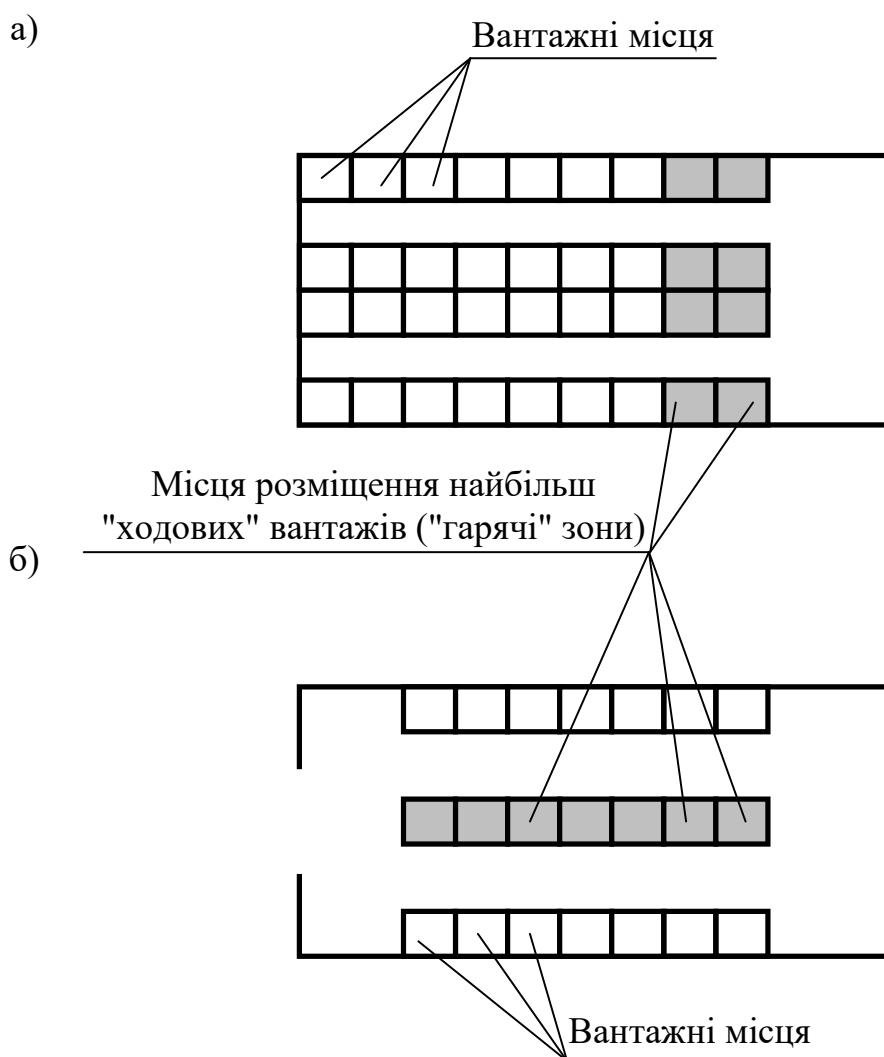 а)
Вантажні місця
Місця розміщення найбільш
"ходових" вантажів ("гарячі" зони)
б)
Вантажні місця